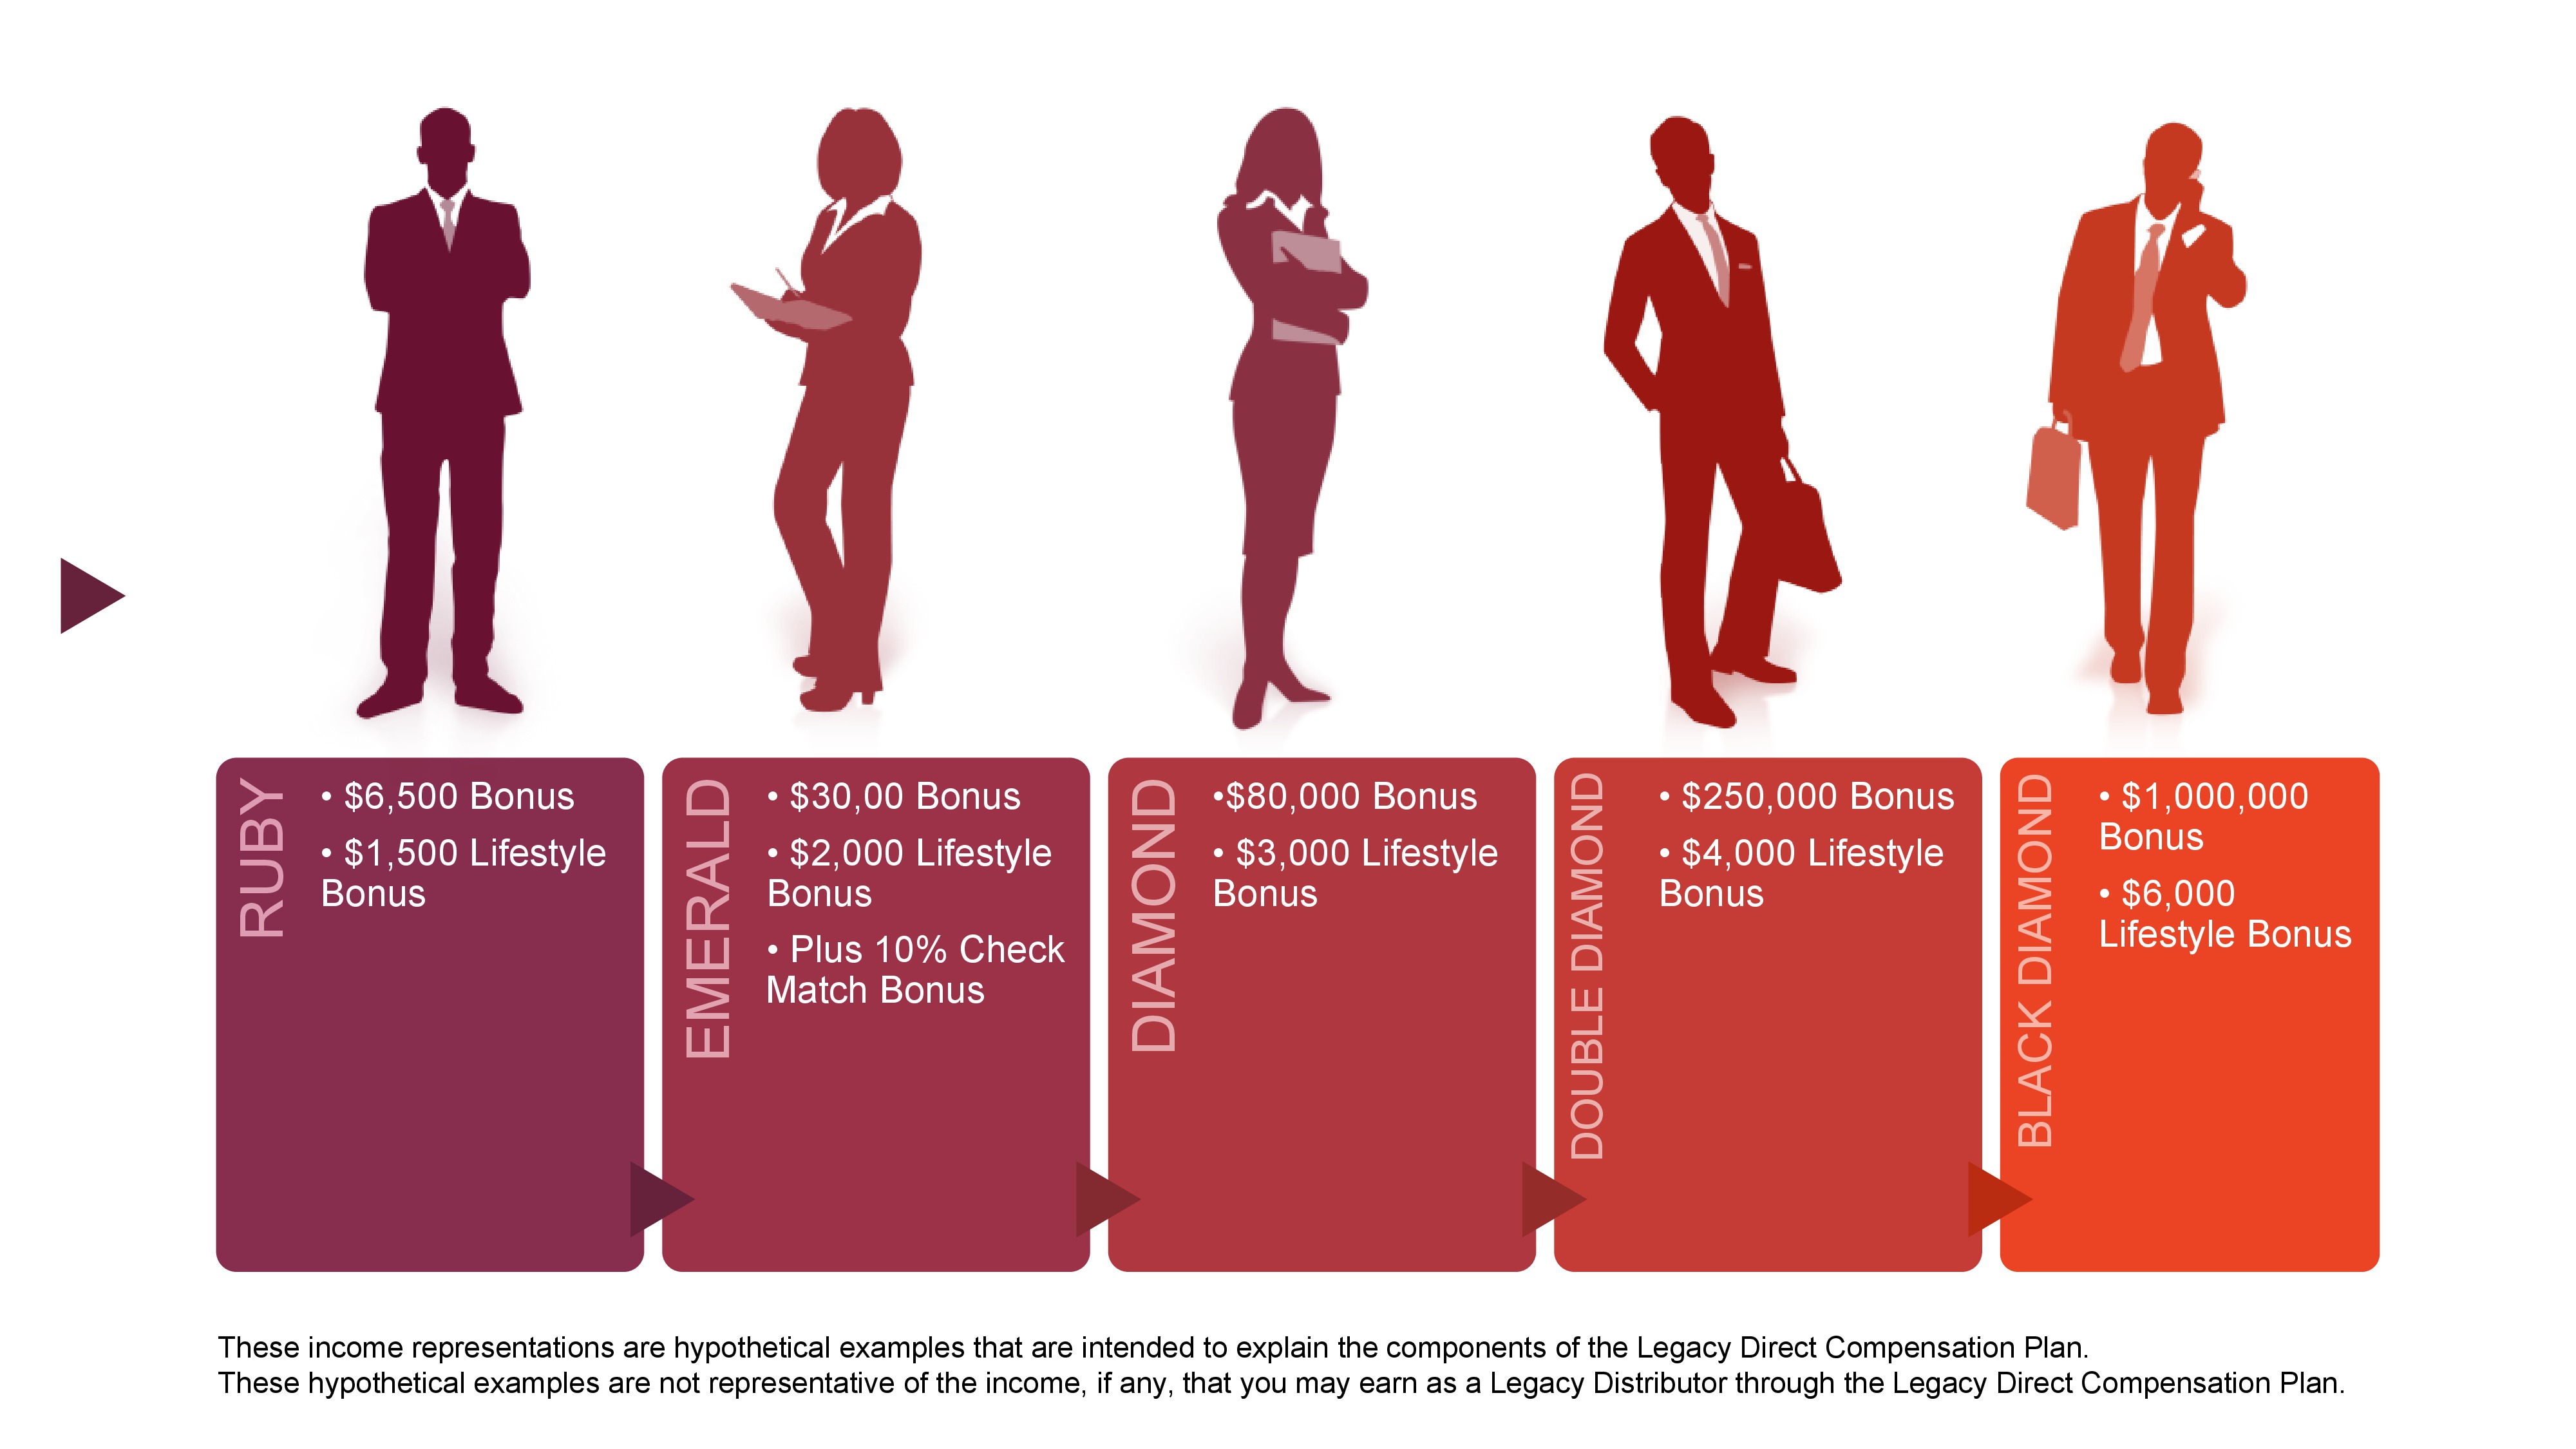 RUBY
• $6,500 Bonus
• $1,500 Lifestyle
Bonus
EMERALD
• $30,00 Bonus
• $2,000 Lifestyle
Bonus
• Plus 10% Check
Match Bonus
DIAMOND
•$80,000 Bonus
• $3,000 Lifestyle
Bonus
DOUBLE DIAMOND
• $250,000 Bonus
• $4,000 Lifestyle
Bonus
BLACK DIAMOND
• $1,000,000
Bonus
• $6,000
Lifestyle Bonus
These income representations are hypothetical examples that are intended to explain the components of the Legacy Direct Compensation Plan.
These hypothetical examples are not representative of the income, if any, that you may earn as a Legacy Distributor through the Legacy Direct Compensation Plan.